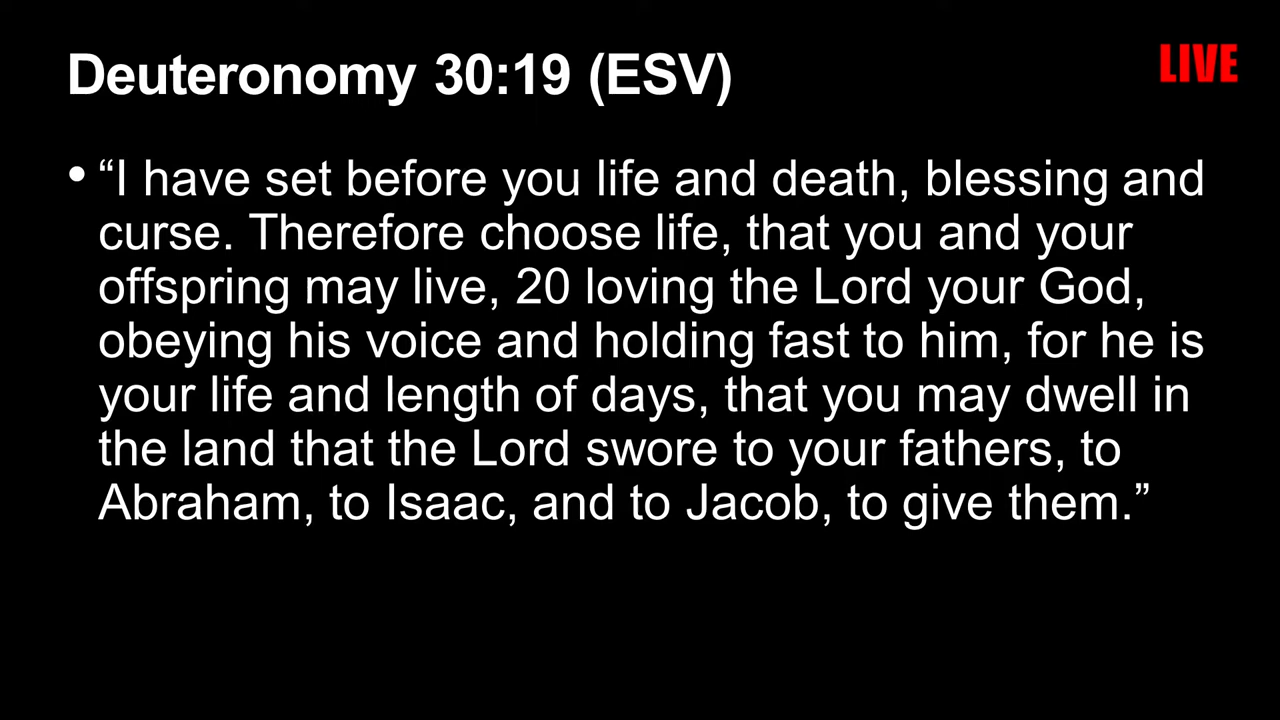 Deuteronomy 30:19 (ESV)
LIVE
• “I have set before you life and death, blessing and
curse. Therefore choose life, that you and your
offspring may live, 20 loving the Lord your God,
obeying his voice and holding fast to him, for he is
your life and length of days, that you may dwell in
the land that the Lord swore to your fathers, to
Abraham, to Isaac, and to Jacob, to give them.”